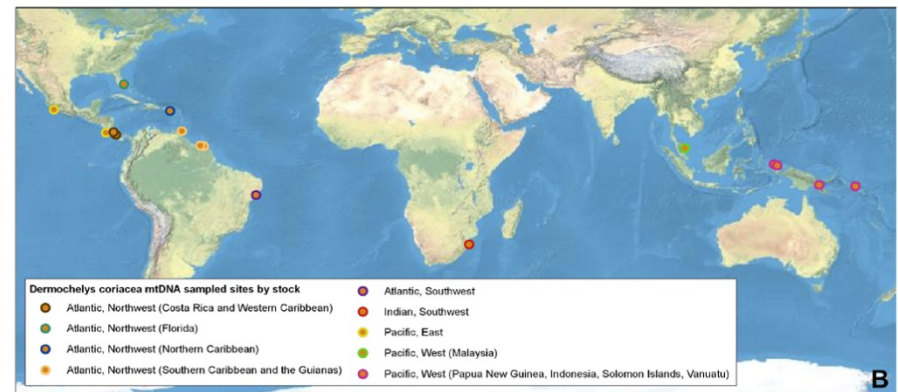 Dermochelys coriacea mtDNA sampled sites by stock
Atlantic, Northwest (Costa Rica and Western Caribbean)
Atlantic, Northwest (Florida)
Atlantic, Northwest (Northern Caribbean)
Atlantic, Northwest (Southern Caribbean and the Guianas)
Atlantic, Southwest
Indian, Southwest
Pacific, East
Pacific, West (Malaysia)
Pacific, West (Papua New Guinea, Indonesia, Solomon Islands, Vanuatu)
B